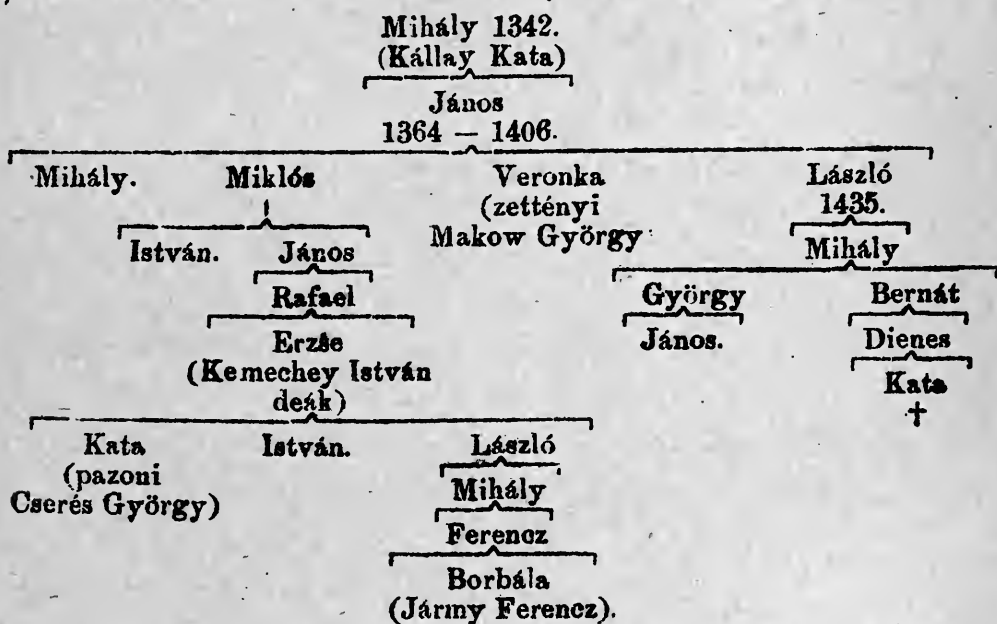 Mihály 1342.
(Kállay Kata)
János
1364 — 1406.
Mihály. Miklós Veronka László
(zettényi 1435.
Makow György Mihály
István. János
Rafael György Bernát
Erzse János. Dienes
(Kemechey István Kata
deák) †
Kata István. László
(pazoni Mihály
Cserés György)
Ferencz
Borbála
(Jármy Ferencz).